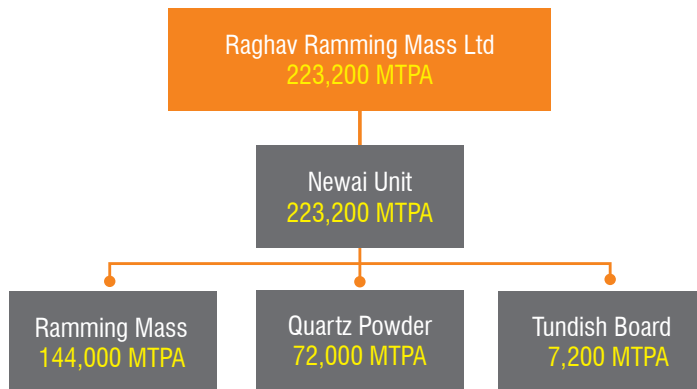 Raghav Ramming Mass Ltd
223,200 MTPA
Newai Unit
223,200 MTPA
Ramming Mass
144,000 MTPA
Quartz Powder
72,000 MTPA
Tundish Board
7,200 MTPA